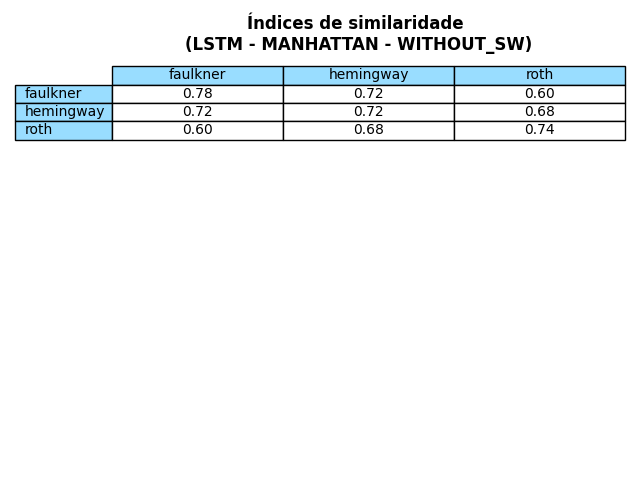 Índices de similaridade
(LSTM - MANHATTAN - WITHOUT_SW)
faulkner hemingway roth
faulkner 0.78 0.72 0.60
hemingway 0.72 0.72 0.68
roth 0.60 0.68 0.74